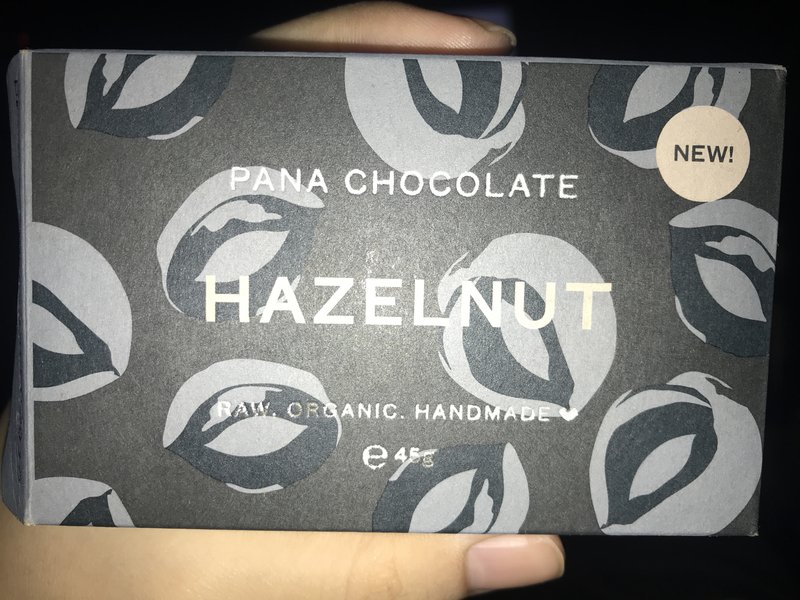 NEW!
PANA CHOCOLATE
HAZELNUT
RAW. ORGANIC. HANDMADE
℮ 45g